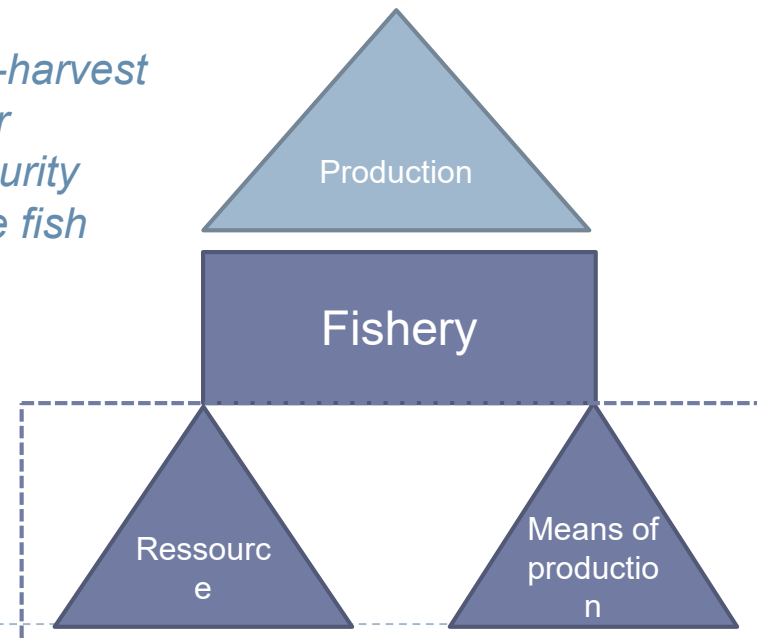 -harvest
r
urity
e fish
Production
Fishery
Ressourc
e
Means of
productio
n